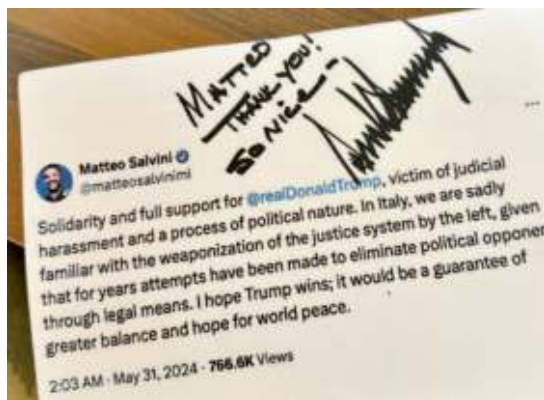 MATTEO
THANK YOU!
SO NICE -
Matteo Salvini
@matteosalvinimi
Solidarity and full support for @realDonaldTrump, victim of judicial
harassment and a process of political nature. In Italy, we are sadly
familiar with the weaponization of the justice system by the left, given
that for years attempts have been made to eliminate political opponen
through legal means. I hope Trump wins; it would be a guarantee of
greater balance and hope for world peace.
2:03 AM · May 31, 2024 · 766.6K Views